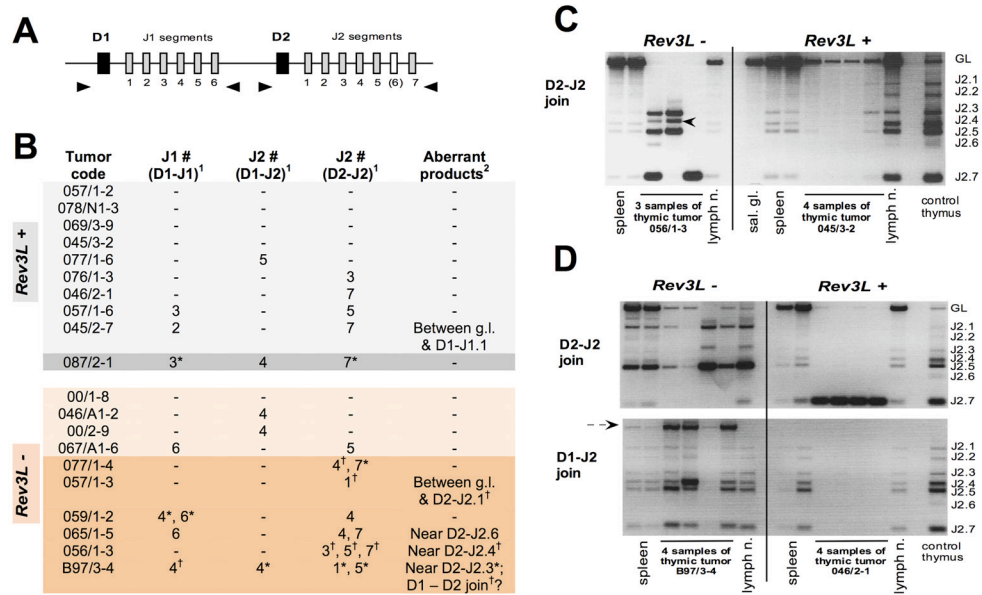 A
D1
J1 segments
D2
J2 segments
1 2 3 4 5 6
1 2 3 4 5 (6) 7
B
Tumor code J1 # (D1-J1)¹ J2 # (D1-J2)¹ J2 # (D2-J2)¹ Aberrant products²
Rev3L +
057/1-2 - - - -
078/N1-3 - - - -
069/3-9 - - - -
045/3-2 - - - -
077/1-6 - 5 - -
076/1-3 - - 3 -
046/2-1 - - 7 -
057/1-6 3 - 5 -
045/2-7 2 - 7 Between g.l.
& D1-J1.1
087/2-1 3* 4 7* -
Rev3L -
00/1-8 - - - -
046/A1-2 - 4 - -
00/2-9 - 4 - -
067/A1-6 6 - 5 -
077/1-4 - - 4†, 7* -
057/1-3 - - 1† Between g.l.
& D2-J2.1†
059/1-2 4*, 6* - 4 -
065/1-5 6 - 4, 7 Near D2-J2.6
056/1-3 - - 3†, 5†, 7† Near D2-J2.4†
B97/3-4 4† 4* 1*, 5* Near D2-J2.3*;
D1 – D2 join†?
C
Rev3L - Rev3L +
D2-J2
join
GL
J2.1
J2.2
J2.3
J2.4
J2.5
J2.6
J2.7
spleen
3 samples of
thymic tumor
056/1-3
lymph n.
sal. gl.
spleen
4 samples of
thymic tumor
045/3-2
lymph n.
control
thymus
D
Rev3L - Rev3L +
D2-J2
join
GL
J2.1
J2.2
J2.3
J2.4
J2.5
J2.6
J2.7
D1-J2
join
J2.1
J2.2
J2.3
J2.4
J2.5
J2.6
J2.7
spleen
4 samples of
thymic tumor
B97/3-4
lymph n.
spleen
4 samples of
thymic tumor
046/2-1
lymph n.
control
thymus